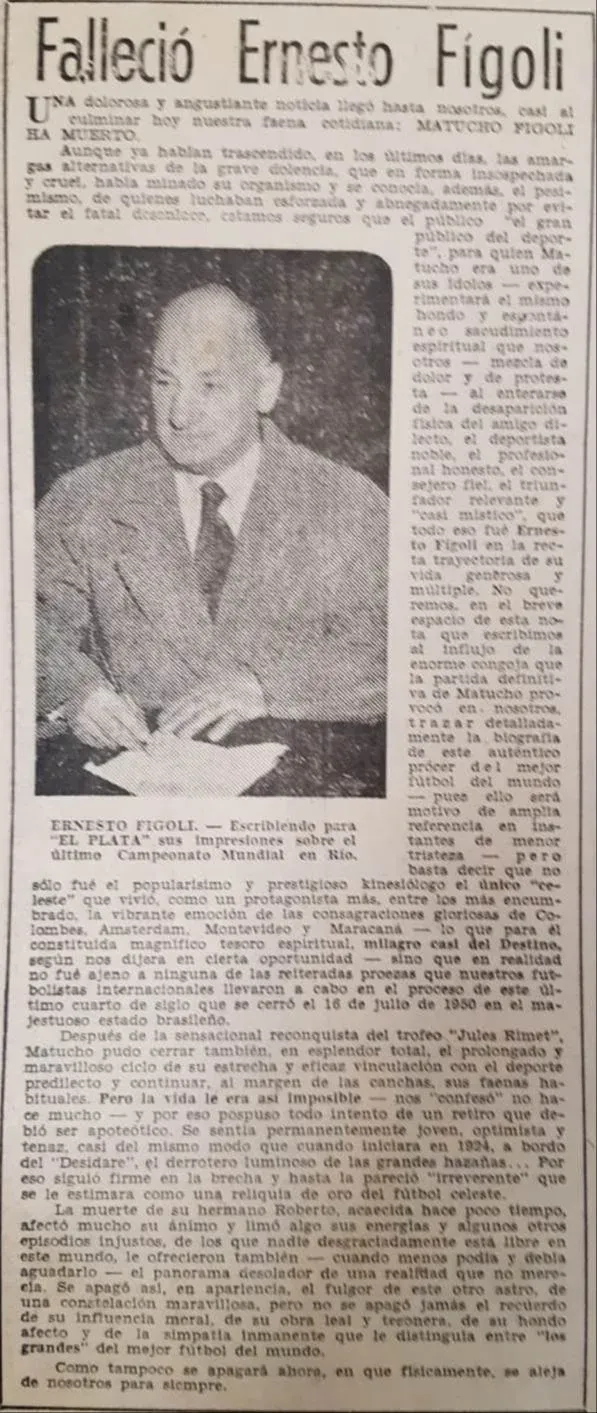 Falleció Ernesto Fígoli
UNA dolorosa y angustiante noticia llegó hasta nosotros, casi al
culminar hoy nuestra faena cotidiana: MATUCHO FIGOLI
HA MUERTO.
Aunque ya habían trascendido, en los últimos días, las amar-
gas alternativas de la grave dolencia, que en forma insospechada
y cruel, había minado su organismo y se conocía, además, el pesi-
mismo, de quienes luchaban esforzada y abnegadamente por evi-
tar el fatal desenlace, estamos seguros que el público "el gran
público del depor-
te", para quien Ma-
tucho era uno de
sus ídolos — expe-
rimentará el mismo
hondo y espontá-
neo sacudimiento
espiritual que nos-
otros — mezcla de
dolor y de protes-
ta — al enterarse
de la desaparición
física del amigo di-
lecto, el deportista
noble, el profesio-
nal honesto, el con-
sejero fiel, el triun-
fador relevante y
"casi místico", que
todo eso fué Ernes-
to Fígoli en la rec-
ta trayectoria de su
vida generosa y
múltiple. No que-
remos, en el breve
espacio de esta no-
ta que escribimos
al influjo de la
enorme congoja que
la partida definiti-
va de Matucho pro-
vocó en nosotros,
trazar detallada-
mente la biografía
de este auténtico
prócer del mejor
fútbol del mundo
— pues ello será
motivo de amplia
referencia en ins-
tantes de menor
tristeza — pero
basta decir que no
ERNESTO FIGOLI. — Escribiendo para
"EL PLATA" sus impresiones sobre el
último Campeonato Mundial en Río.
sólo fué el popularísimo y prestigioso kinesiólogo el único "ce-
leste" que vivió, como un protagonista más, entre los más encum-
brado, la vibrante emoción de las consagraciones gloriosas de Co-
lombes, Amsterdam, Montevideo y Maracaná — lo que para él
constituía magnífico tesoro espiritual, milagro casi del Destino,
según nos dijera en cierta oportunidad — sino que en realidad
no fué ajeno a ninguna de las reiteradas proezas que nuestros fut-
bolistas internacionales llevaron a cabo en el proceso de este úl-
timo cuarto de siglo que se cerró el 16 de julio de 1950 en el ma-
jestuoso estado brasileño.
Después de la sensacional reconquista del trofeo "Jules Rimet",
Matucho pudo cerrar también, en esplendor total, el prolongado y
maravilloso ciclo de su estrecha y eficaz vinculación con el deporte
predilecto y continuar, al margen de las canchas, sus faenas ha-
bituales. Pero la vida le era así imposible — nos "confesó" no ha-
ce mucho — y por eso pospuso todo intento de un retiro que de-
bió ser apoteótico. Se sentía permanentemente joven, optimista y
tenaz, casi del mismo modo que cuando iniciara en 1924, a bordo
del "Desidare", el derrotero luminoso de las grandes hazañas... Por
eso siguió firme en la brecha y hasta la pareció "irreverente" que
se le estimara como una reliquia de oro del fútbol celeste.
La muerte de su hermano Roberto, acaecida hace poco tiempo,
afectó mucho su ánimo y limó algo sus energías y algunos otros
episodios injustos, de los que nadie desgraciadamente está libre en
este mundo, le ofrecieron también — cuando menos podía y debía
aguardarlo — el panorama desolador de una realidad que no mere-
cía. Se apagó así, en apariencia, el fulgor de este otro astro, de
una constelación maravillosa, pero no se apagó jamás el recuerdo
de su influencia moral, de su obra leal y tesonera, de su hondo
afecto y de la simpatía inmanente que le distinguía entre "los
grandes" del mejor fútbol del mundo.
Como tampoco se apagará ahora, en que físicamente, se aleja
de nosotros para siempre.